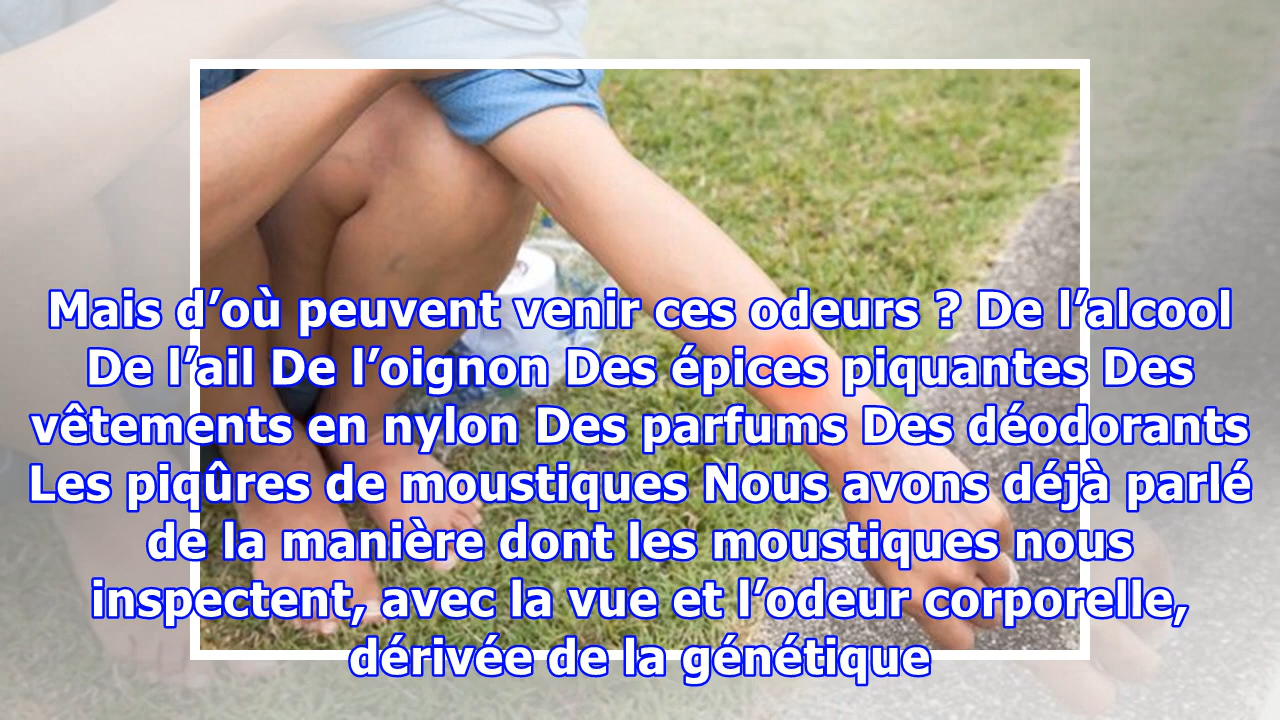 Mais d’où peuvent venir ces odeurs ? De l’alcool
De l’ail De l’oignon Des épices piquantes Des
vêtements en nylon Des parfums Des déodorants
Les piqûres de moustiques Nous avons déjà parlé
de la manière dont les moustiques nous
inspectent, avec la vue et l’odeur corporelle,
dérivée de la génétique